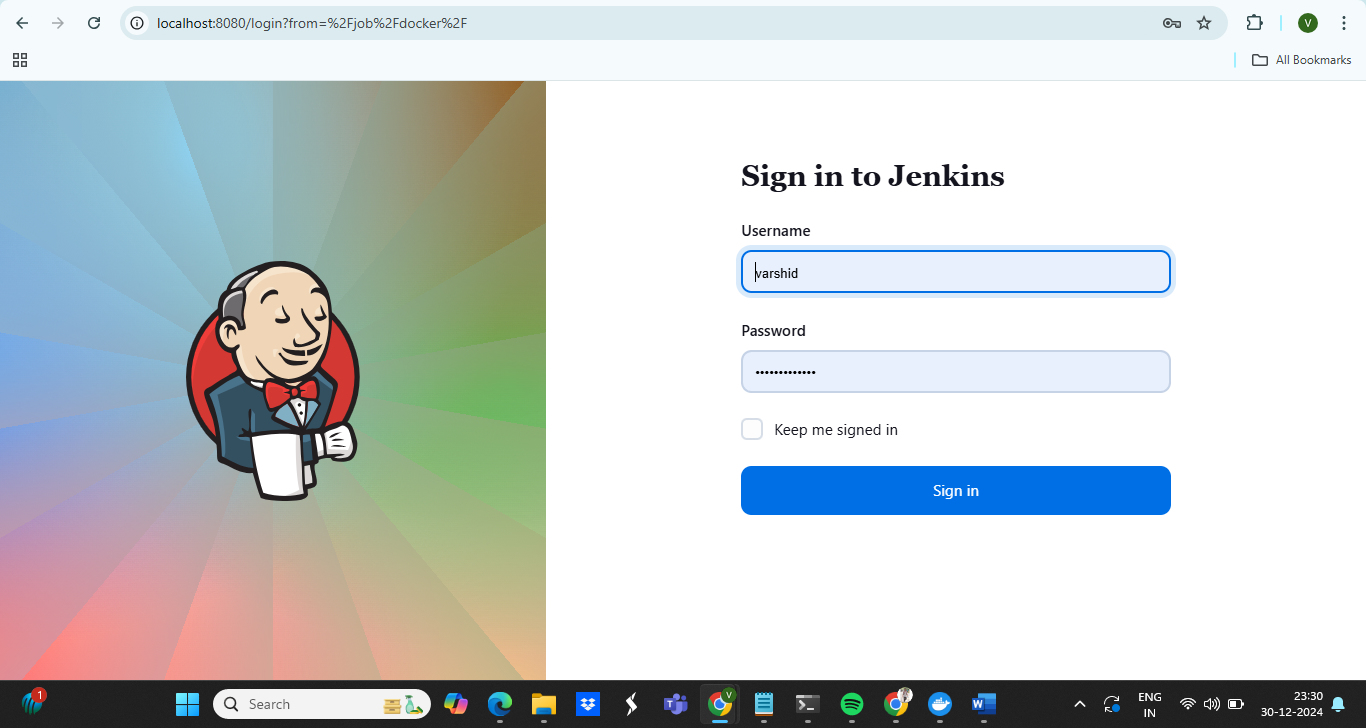 localhost:8080/login?from=%2Fjob%2Fdocker%2F
V
All Bookmarks
Sign in to Jenkins
Username
varshid
Password
•••••••••••••
Keep me signed in
Sign in
1
Search
T
V
W
ENG
IN
23:30
30-12-2024